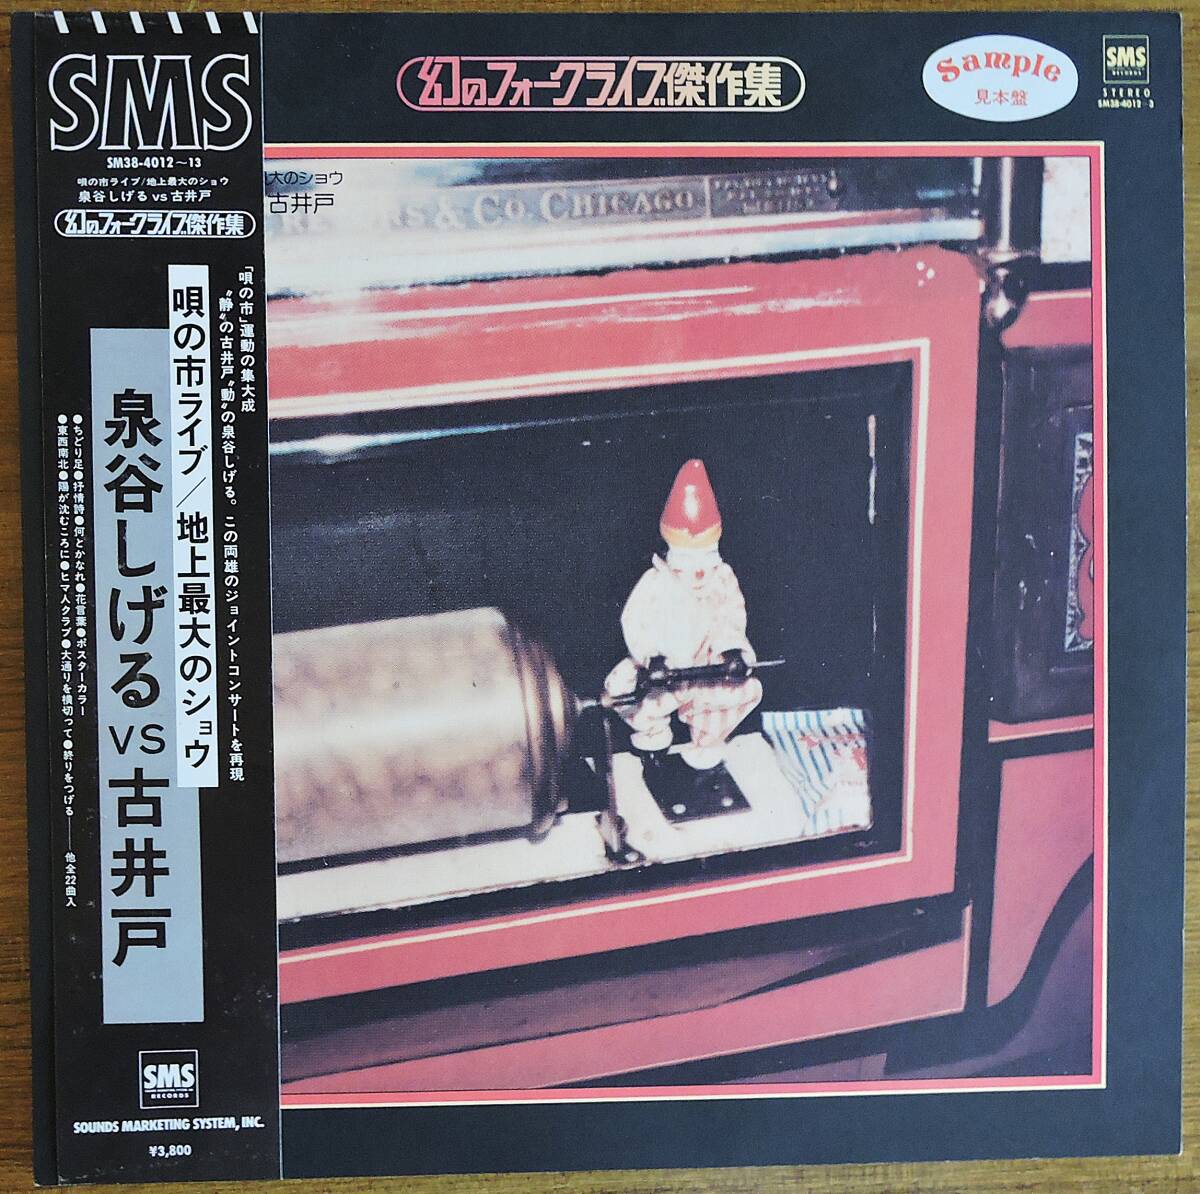 SMS
SM38-4012〜13
唄の市ライブ/地上最大のショウ
泉谷しげる vs 古井戸
幻のフォークライブ傑作集
「唄の市」運動の集大成
〝静〟の古井戸〝動〟の泉谷しげる。この両雄のジョイントコンサートを再現
唄の市ライブ/地上最大のショウ
泉谷しげる vs 古井戸
●ちどり足●抒情詩●何とかなれ●花言葉●ポスターカラー
●東西南北●陽が沈むころに●ヒマ人クラブ●大通りを横切って●終りをつげる──他全22曲入
SMS
RECORDS
SOUNDS MARKETING SYSTEM, INC.
¥3,800
幻のフォークライブ傑作集
Sample
見本盤
SMS
RECORDS
STEREO
SM38-4012~3
大のショウ
古井戸
RS & CO. CHICAGO